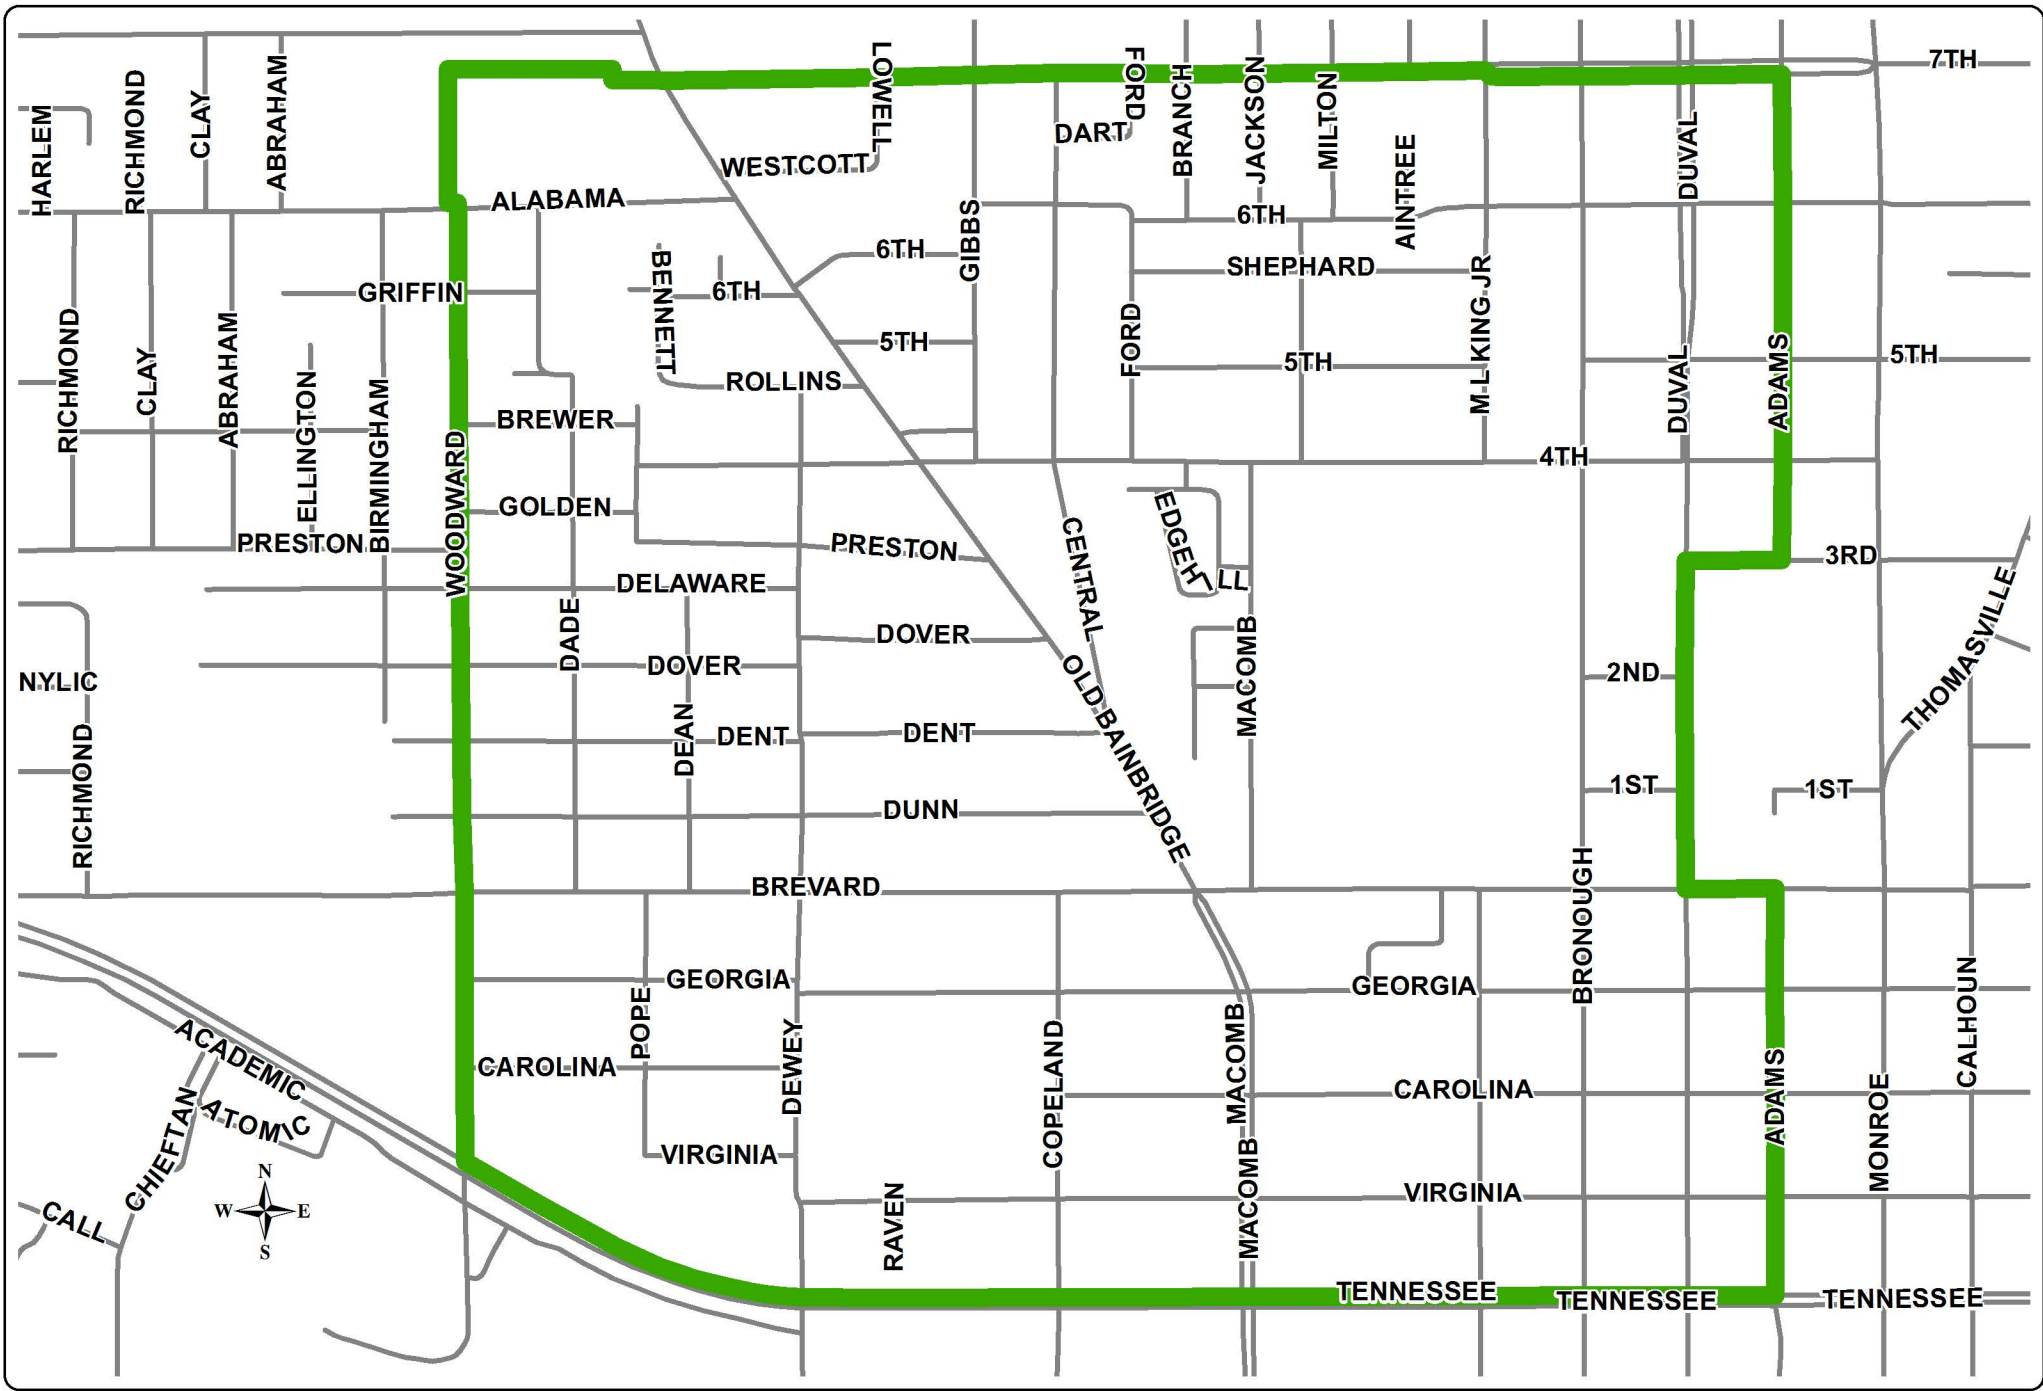 7TH
LOWELL
FORD
BRANCH
JACKSON
MILTON
HARLEM
RICHMOND
CLAY
ABRAHAM
DART
DUVAL
WESTCOTT
AINTREE
ALABAMA
6TH
GIBBS
6TH
SHEPHARD
GRIFFIN
BENNETT
6TH
M L KING JR
5TH
FORD
5TH
5TH
RICHMOND
CLAY
ABRAHAM
ELLINGTON
BIRMINGHAM
ROLLINS
DUVAL
ADAMS
BREWER
WOODWARD
4TH
GOLDEN
PRESTON
PRESTON
CENTRAL
EDGEHILL
3RD
DELAWARE
DADE
DOVER
DOVER
MACOMB
THOMASVILLE
NYLIC
2ND
OLD BAINBRIDGE
RICHMOND
DEAN
DENT
DENT
1ST
1ST
DUNN
BREVARD
BRONOUGH
GEORGIA
GEORGIA
POPE
DEWEY
COPELAND
MACOMB
CALHOUN
ACADEMIC
CAROLINA
CAROLINA
ADAMS
MONROE
ATOMIC
CHIEFTAN
VIRGINIA
MACOMB
VIRGINIA
RAVEN
CALL
N
W E
S
TENNESSEE
TENNESSEE
TENNESSEE